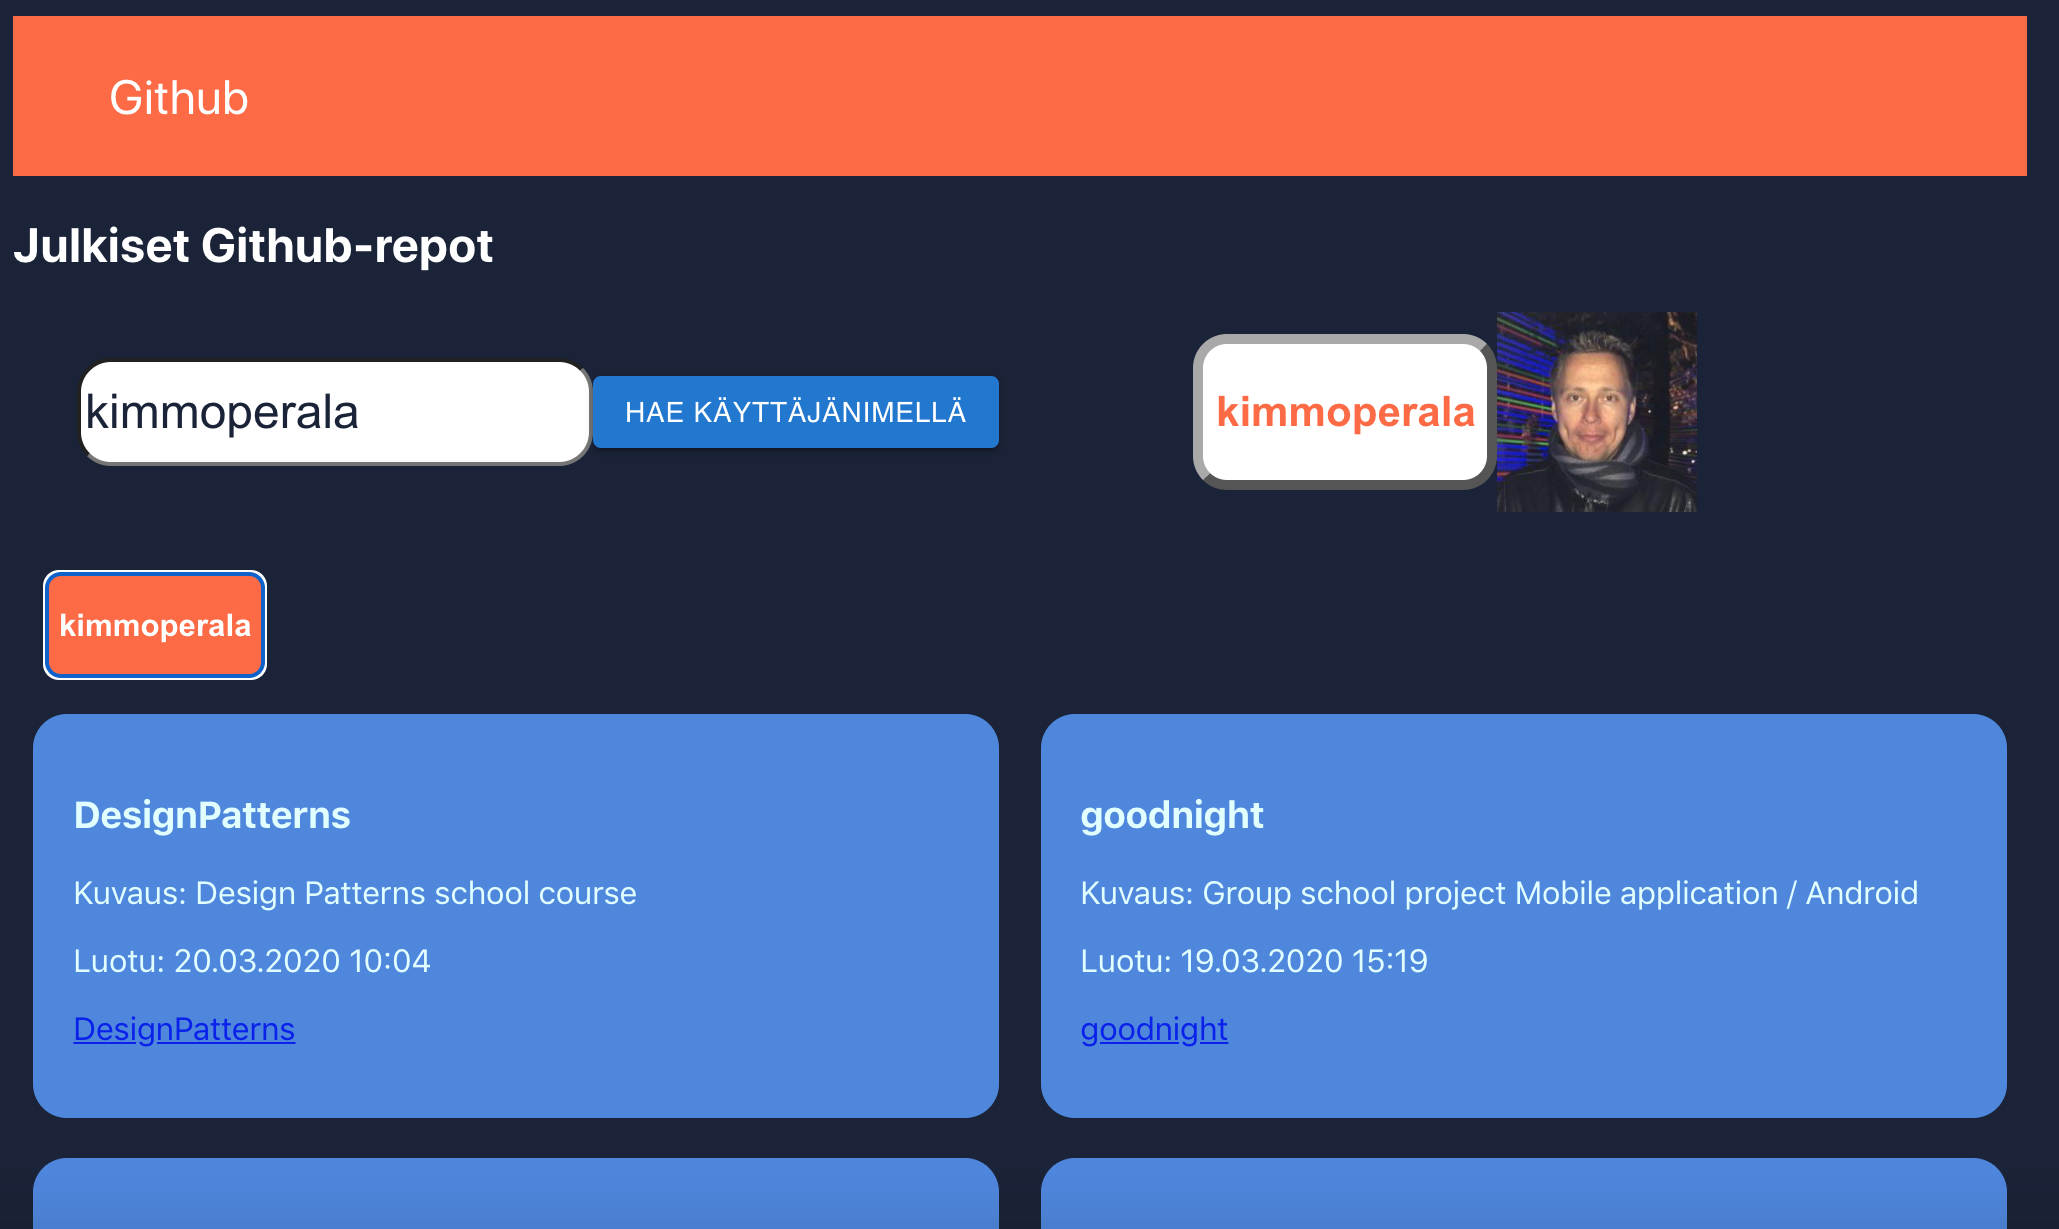 Github
Julkiset Github-repot
kimmoperala
HAE KÄYTTÄJÄNIMELLÄ
kimmoperala
kimmoperala
DesignPatterns
Kuvaus: Design Patterns school course
Luotu: 20.03.2020 10:04
DesignPatterns
goodnight
Kuvaus: Group school project Mobile application / Android
Luotu: 19.03.2020 15:19
goodnight